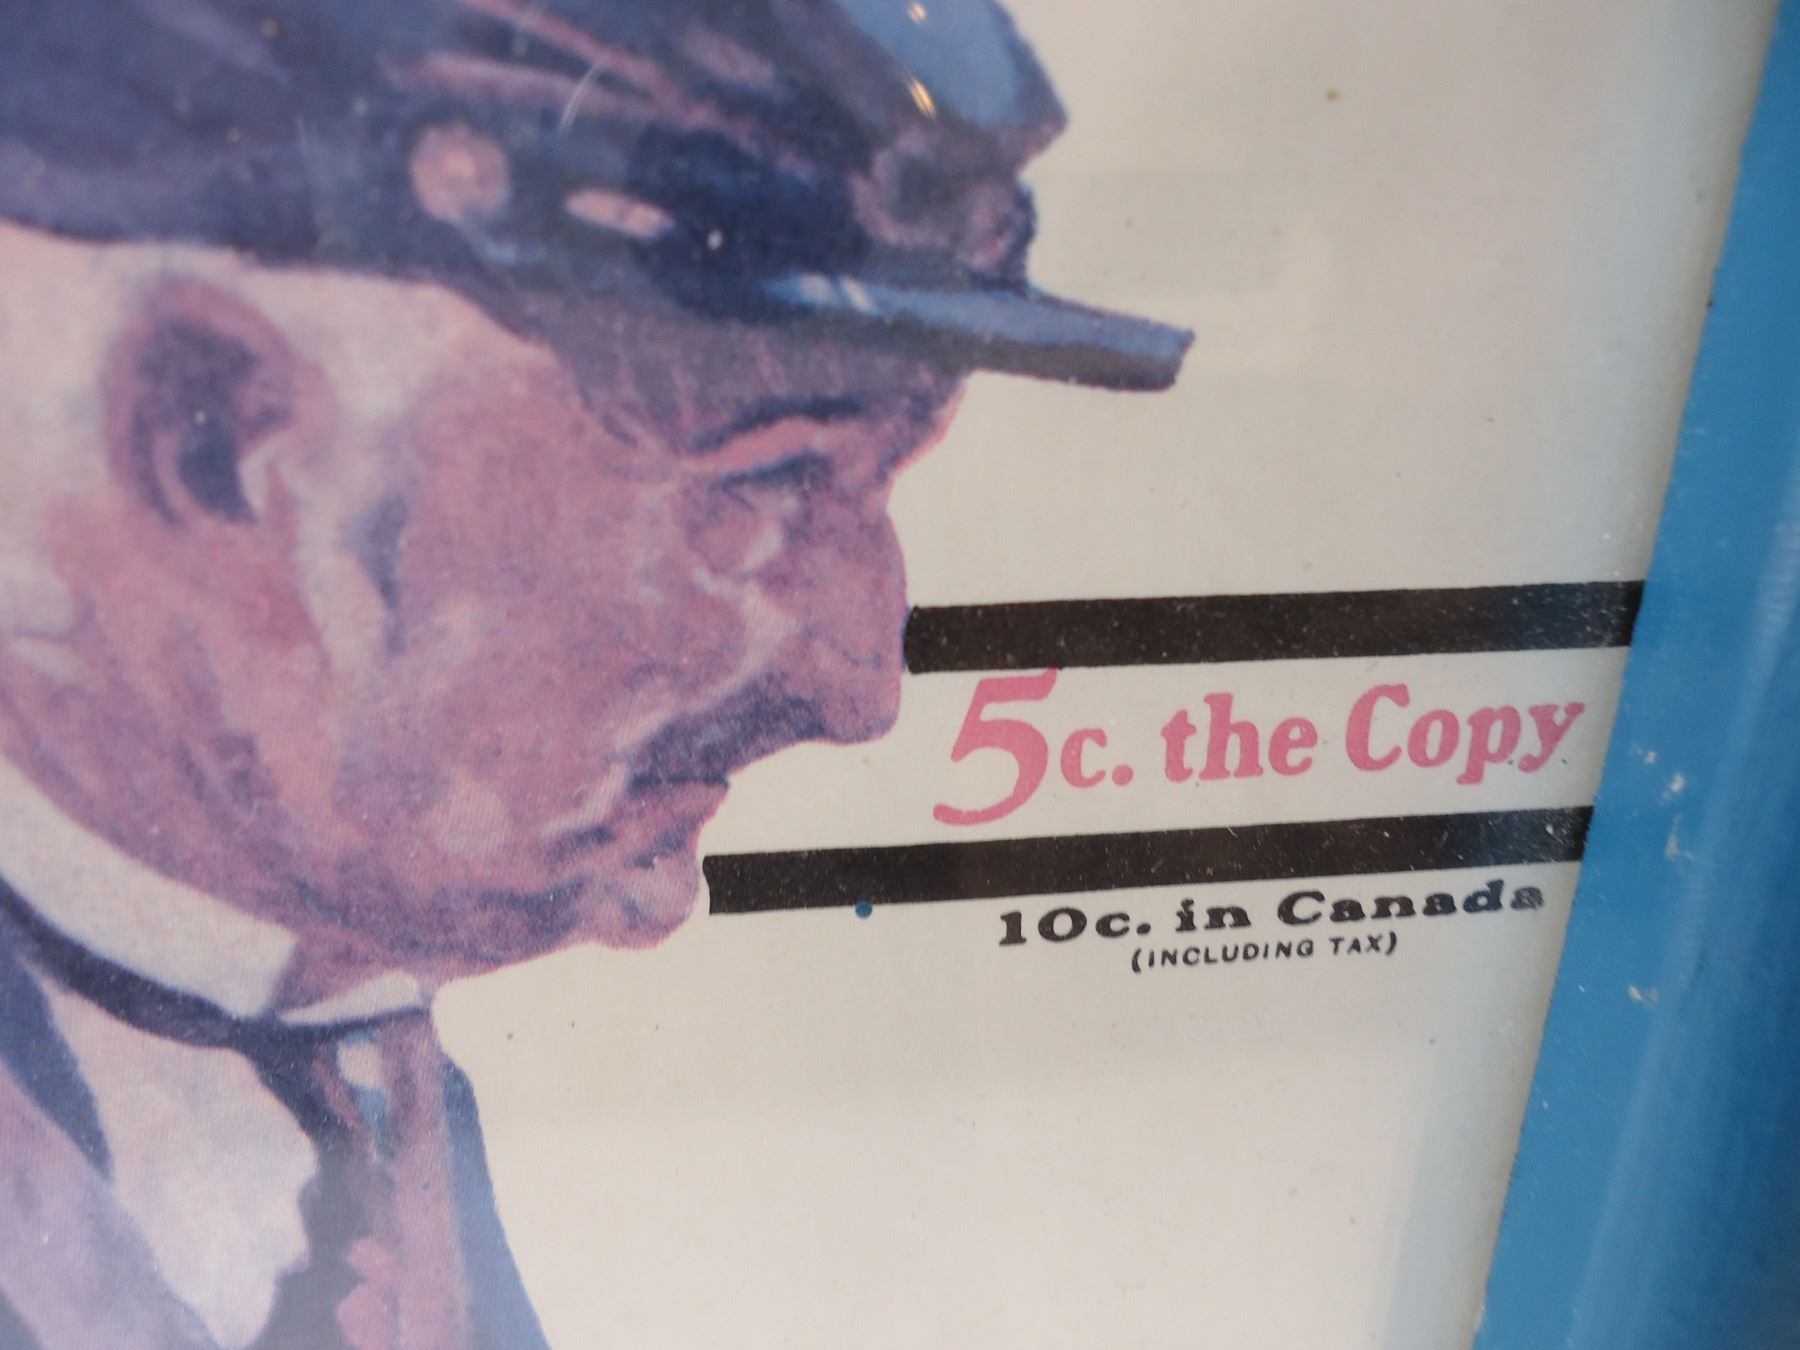 5c. the Copy
10c. in Canada
(INCLUDING TAX)